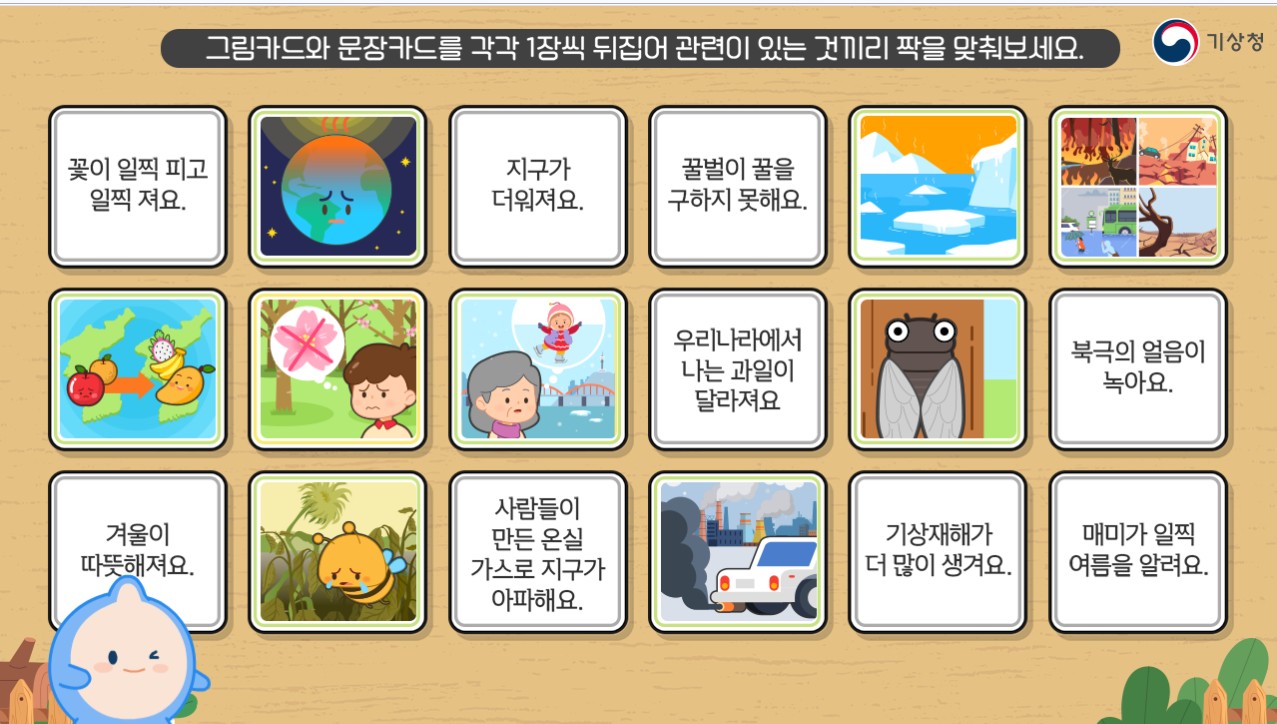 그림카드와 문장카드를 각각 1장씩 뒤집어 관련이 있는 것끼리 짝을 맞춰보세요.
기상청
꽃이 일찍 피고
일찍 져요.
지구가
더워져요.
꿀벌이 꿀을
구하지 못해요.
우리나라에서
나는 과일이
달라져요
북극의 얼음이
녹아요.
겨울이
따뜻해져요.
사람들이
만든 온실
가스로 지구가
아파해요.
기상재해가
더 많이 생겨요.
매미가 일찍
여름을 알려요.